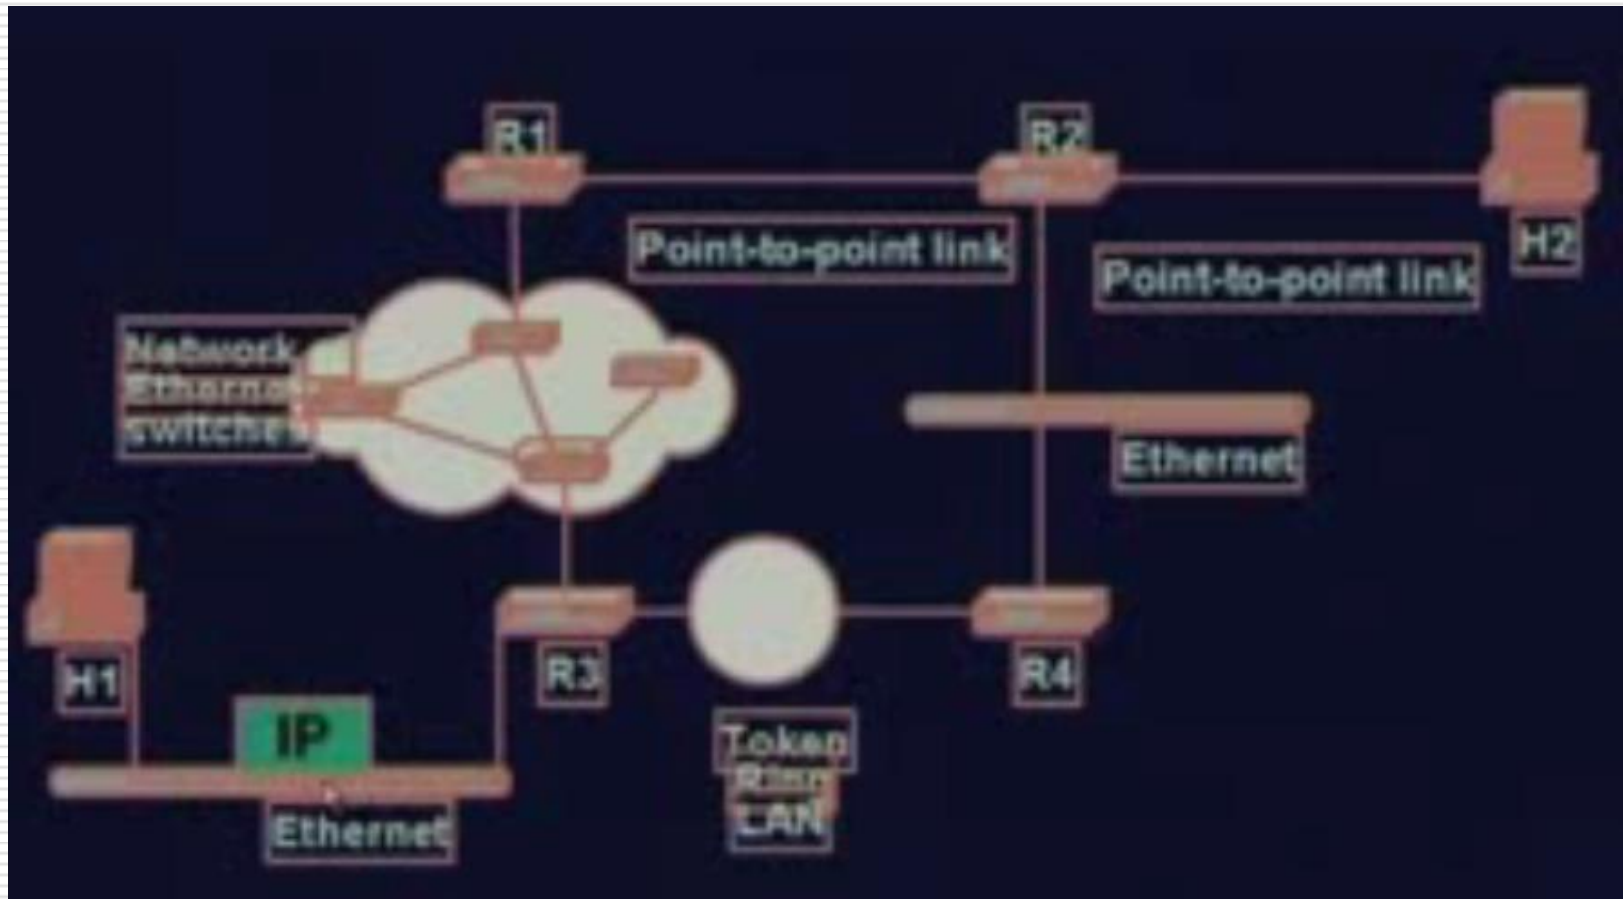 R1
R2
H2
Point-to-point link
Point-to-point link
Network
Ethernet
switches
Ethernet
H1
R3
R4
IP
Token
Ring
LAN
Ethernet